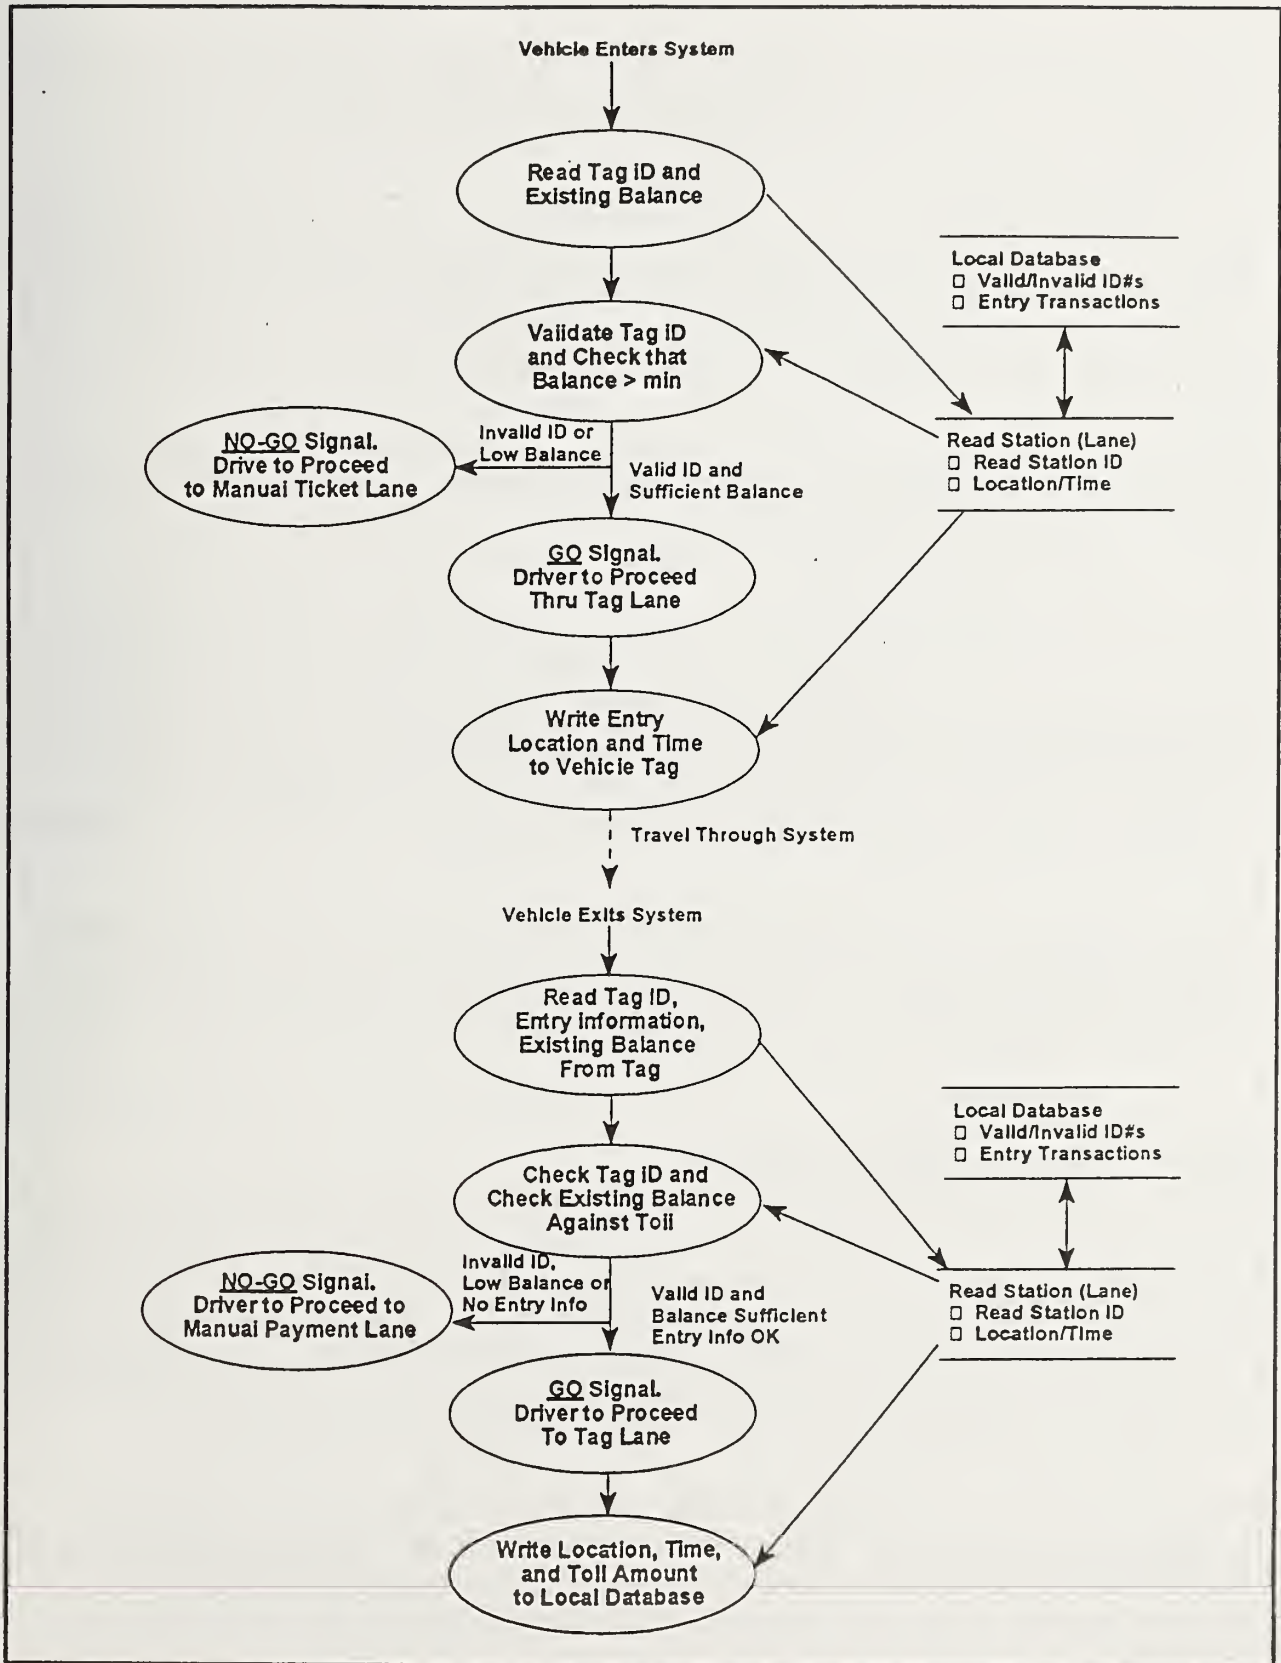 Vehicle Enters System
Read Tag ID and
Existing Balance
Local Database
□ Valid/Invalid ID#s
□ Entry Transactions
Validate Tag ID
and Check that
Balance > min
Read Station (Lane)
□ Read Station ID
□ Location/Time
NO-GO Signal.
Drive to Proceed
to Manual Ticket Lane
Invalid ID or
Low Balance
Valid ID and
Sufficient Balance
GO Signal.
Driver to Proceed
Thru Tag Lane
Write Entry
Location and Time
to Vehicle Tag
Travel Through System
Vehicle Exits System
Read Tag ID,
Entry Information,
Existing Balance
From Tag
Local Database
□ Valid/Invalid ID#s
□ Entry Transactions
Check Tag ID and
Check Existing Balance
Against Toll
Read Station (Lane)
□ Read Station ID
□ Location/Time
NO-GO Signal.
Driver to Proceed to
Manual Payment Lane
Invalid ID,
Low Balance or
No Entry Info
Valid ID and
Balance Sufficient
Entry Info OK
GO Signal.
Driver to Proceed
To Tag Lane
Write Location, Time,
and Toll Amount
to Local Database